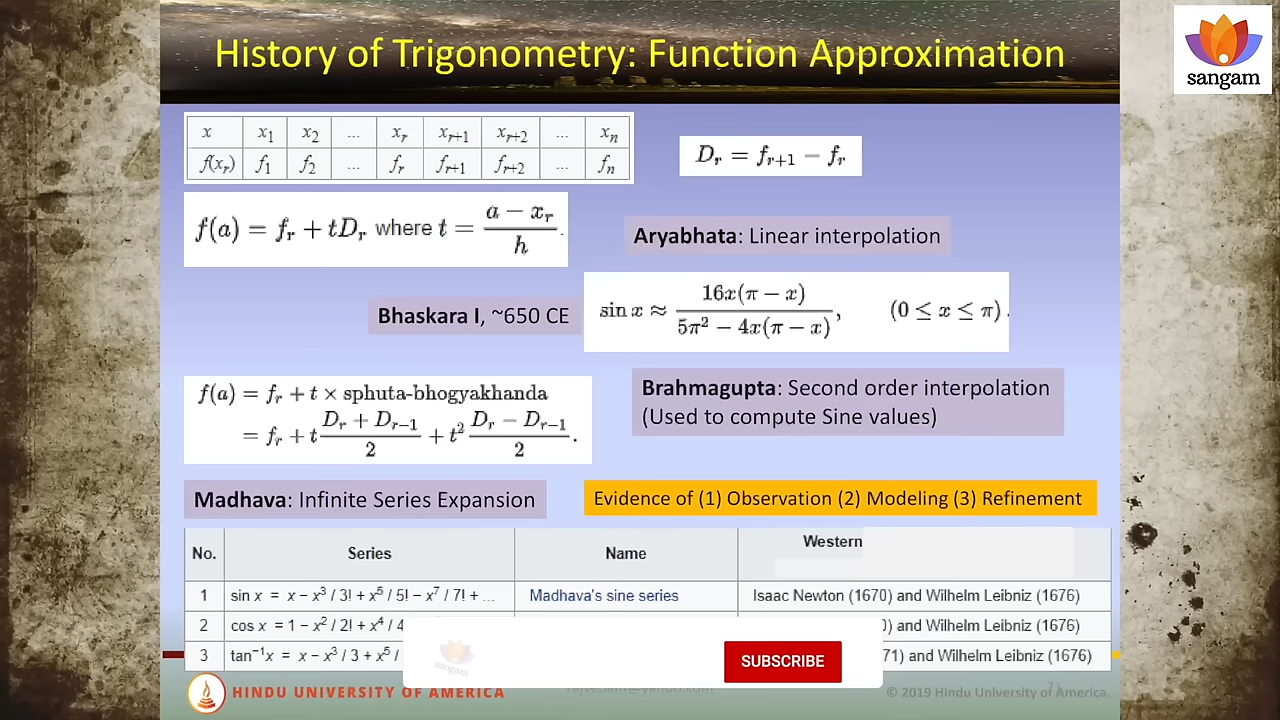 History of Trigonometry: Function Approximation
sangam
x x₁ x₂ ... xᵣ xᵣ₊₁ xᵣ₊₂ ... xₙ
f(xᵣ) f₁ f₂ ... fᵣ fᵣ₊₁ fᵣ₊₂ ... fₙ
Dᵣ = fᵣ₊₁ − fᵣ
f(a) = fᵣ + tDᵣ where t = (a − xᵣ)/h.
Aryabhata: Linear interpolation
Bhaskara I, ~650 CE
sin x ≈ 16x(π − x)/(5π² − 4x(π − x)), (0 ≤ x ≤ π).
f(a) = fᵣ + t × sphuta-bhogyakhanda
= fᵣ + t (Dᵣ + Dᵣ₋₁)/2 + t² (Dᵣ − Dᵣ₋₁)/2.
Brahmagupta: Second order interpolation
(Used to compute Sine values)
Madhava: Infinite Series Expansion
Evidence of (1) Observation (2) Modeling (3) Refinement
No. Series Name Western
1 sin x = x − x³ / 3! + x⁵ / 5! − x⁷ / 7! + ... Madhava's sine series Isaac Newton (1670) and Wilhelm Leibniz (1676)
2 cos x = 1 − x² / 2! + x⁴ / 4 0) and Wilhelm Leibniz (1676)
3 tan⁻¹x = x − x³ / 3 + x⁵ / 71) and Wilhelm Leibniz (1676)
sangam
SUBSCRIBE
HINDU UNIVERSITY OF AMERICA
71
© 2019 Hindu University of America.